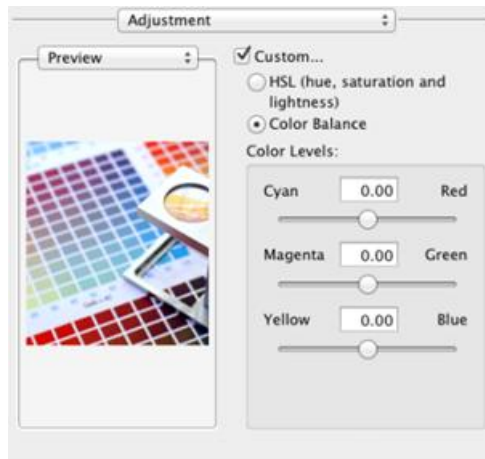 Adjustment
Preview
Custom...
HSL (hue, saturation and
lightness)
Color Balance
Color Levels:
Cyan 0.00 Red
Magenta 0.00 Green
Yellow 0.00 Blue